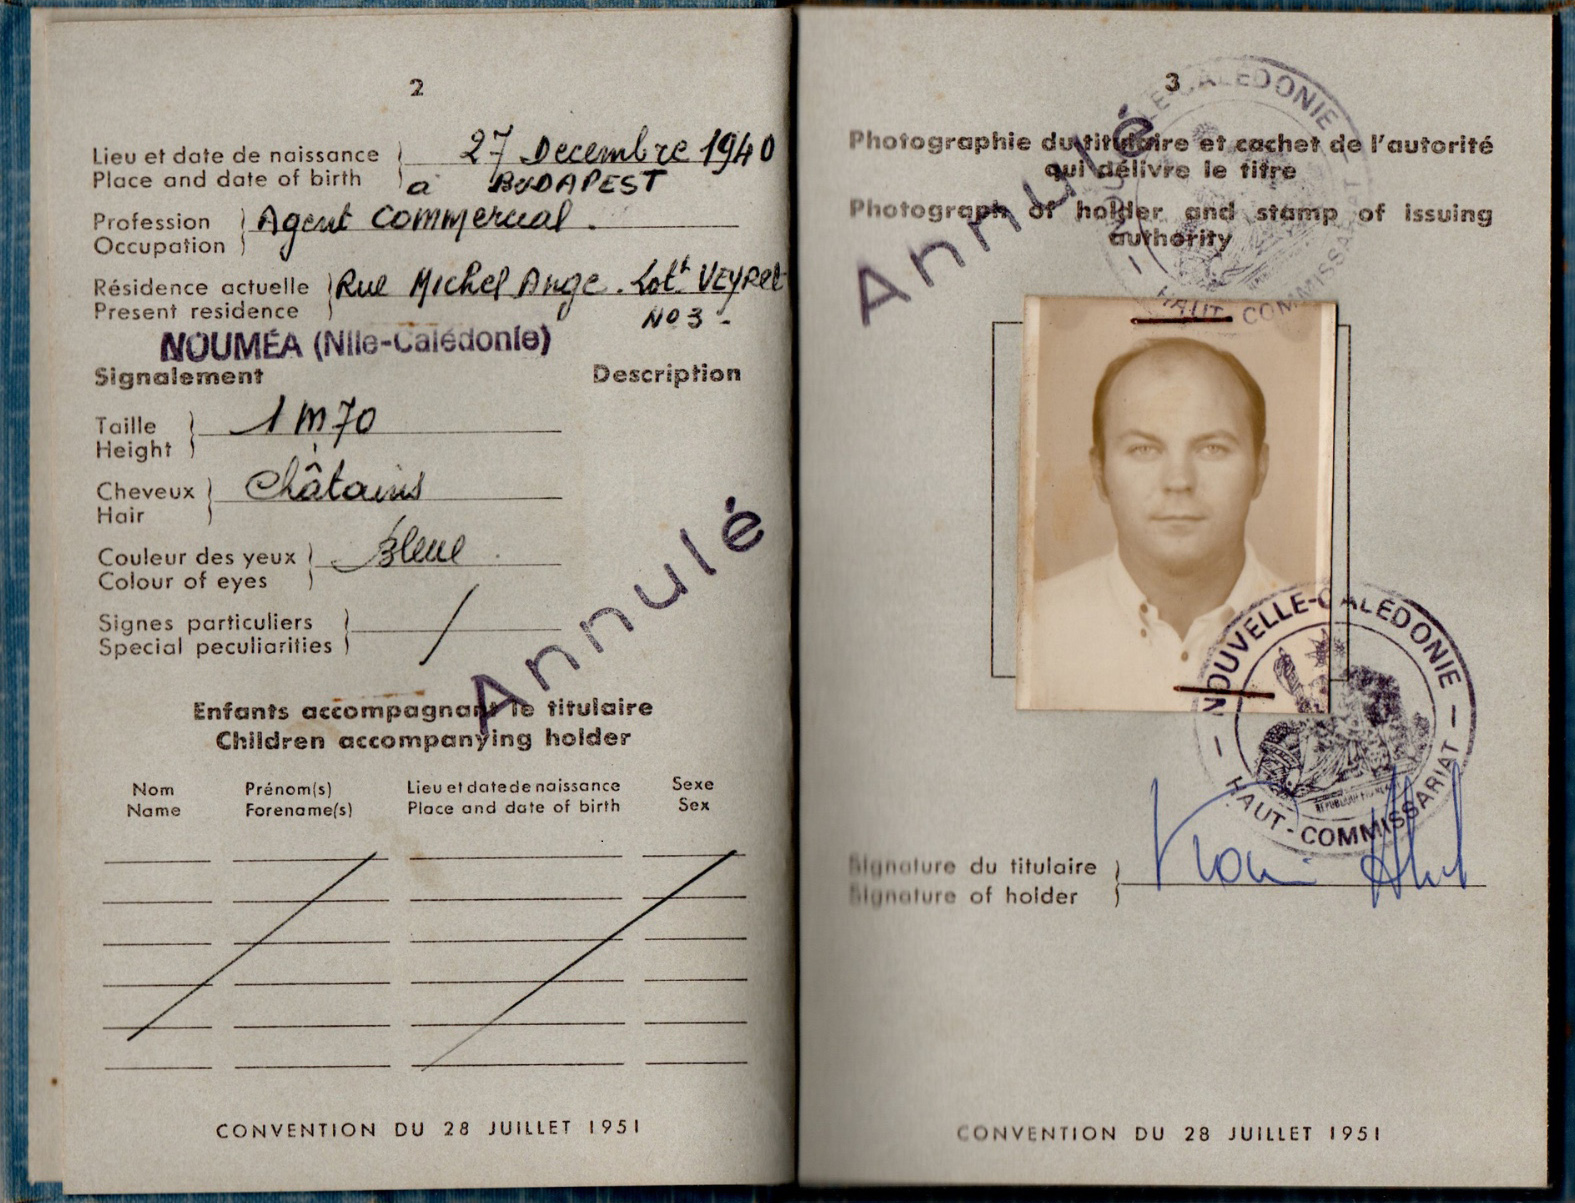 2
Lieu et date de naissance
Place and date of birth
27 Decembre 1940
à BUDAPEST
Profession
Occupation
Agent Commercial.
Résidence actuelle
Present residence
Rue Michel Ange. Lott VEYRET
No 3 -
NOUMÉA (Nlle-Calédonie)
Signalement Description
Taille
Height
1 m 70
Cheveux
Hair
Châtains
Couleur des yeux
Colour of eyes
Bleue
Signes particuliers
Special peculiarities
/
Annulé
Enfants accompagnant le titulaire
Children accompanying holder
Nom Prénom(s) Lieu et date de naissance Sexe
Name Forename(s) Place and date of birth Sex
CONVENTION DU 28 JUILLET 1951
3
Photographie du titulaire et cachet de l'autorité
qui délivre le titre
Photograph of holder and stamp of issuing
authority
Annulé
NOUVELLE-CALÉDONIE
HAUT-COMMISSARIAT
NOUVELLE-CALÉDONIE
RÉPUBLIQUE FRANÇAISE
HAUT-COMMISSARIAT
Signature du titulaire
Signature of holder
CONVENTION DU 28 JUILLET 1951